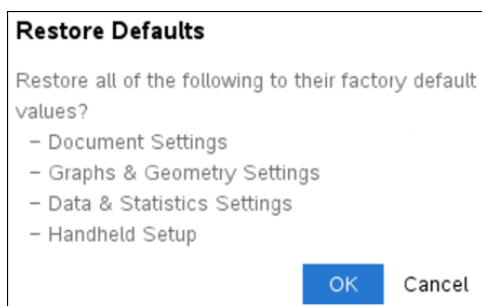 Restore Defaults
Restore all of the following to their factory default
values?
– Document Settings
– Graphs & Geometry Settings
– Data & Statistics Settings
– Handheld Setup
OK Cancel